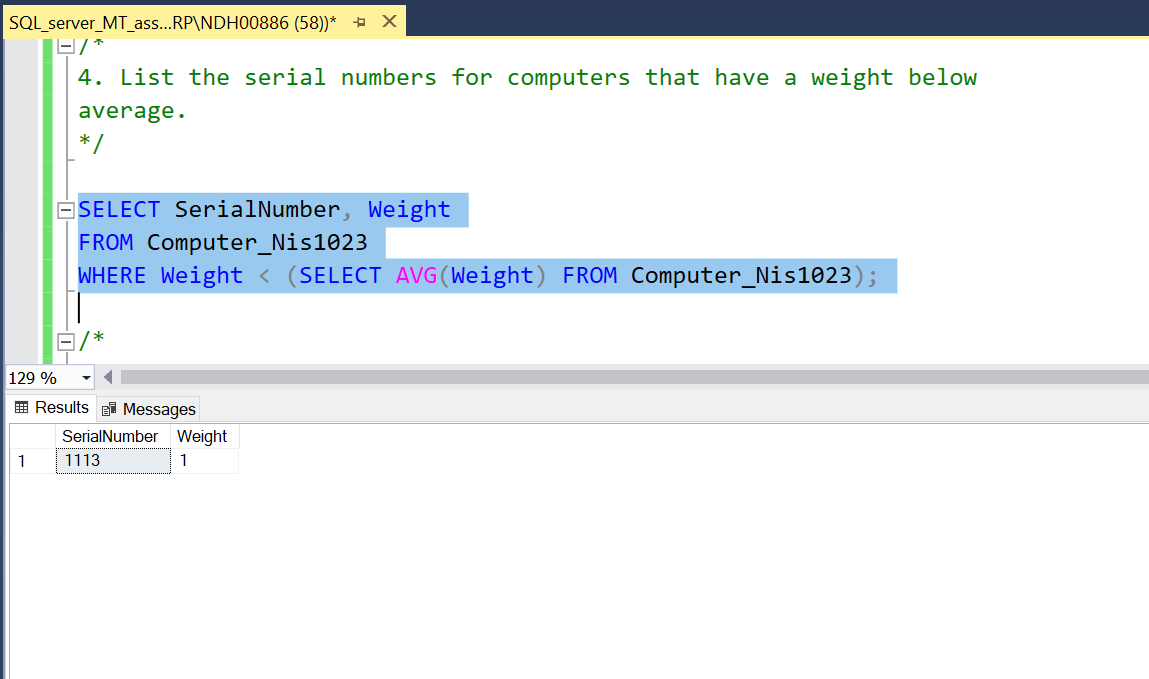 SQL_server_MT_ass...RP\NDH00886 (58))*
/*
4. List the serial numbers for computers that have a weight below
average.
*/
SELECT SerialNumber, Weight
FROM Computer_Nis1023
WHERE Weight < (SELECT AVG(Weight) FROM Computer_Nis1023);
/*
129 %
Results Messages
SerialNumber Weight
1 1113 1